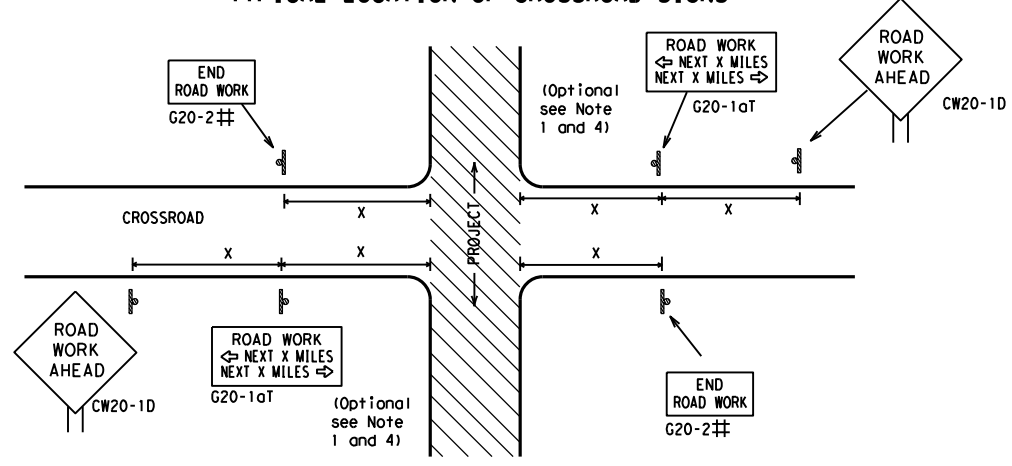 TYPICAL LOCATION OF CROSSROAD SIGNS
END
ROAD WORK
G20-2#
(Optional
see Note
1 and 4)
ROAD WORK
⇦ NEXT X MILES
NEXT X MILES ⇨
G20-1aT
ROAD
WORK
AHEAD
CW20-1D
CROSSROAD
X
X
X
PROJECT
X
X
X
ROAD
WORK
AHEAD
CW20-1D
ROAD WORK
⇦ NEXT X MILES
NEXT X MILES ⇨
G20-1aT
(Optional
see Note
1 and 4)
END
ROAD WORK
G20-2#